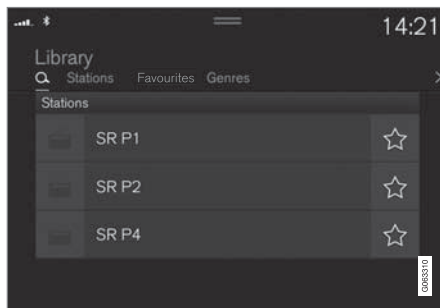 14:21
Library
Stations Favourites Genres
Stations
SR P1
SR P2
SR P4
G063310